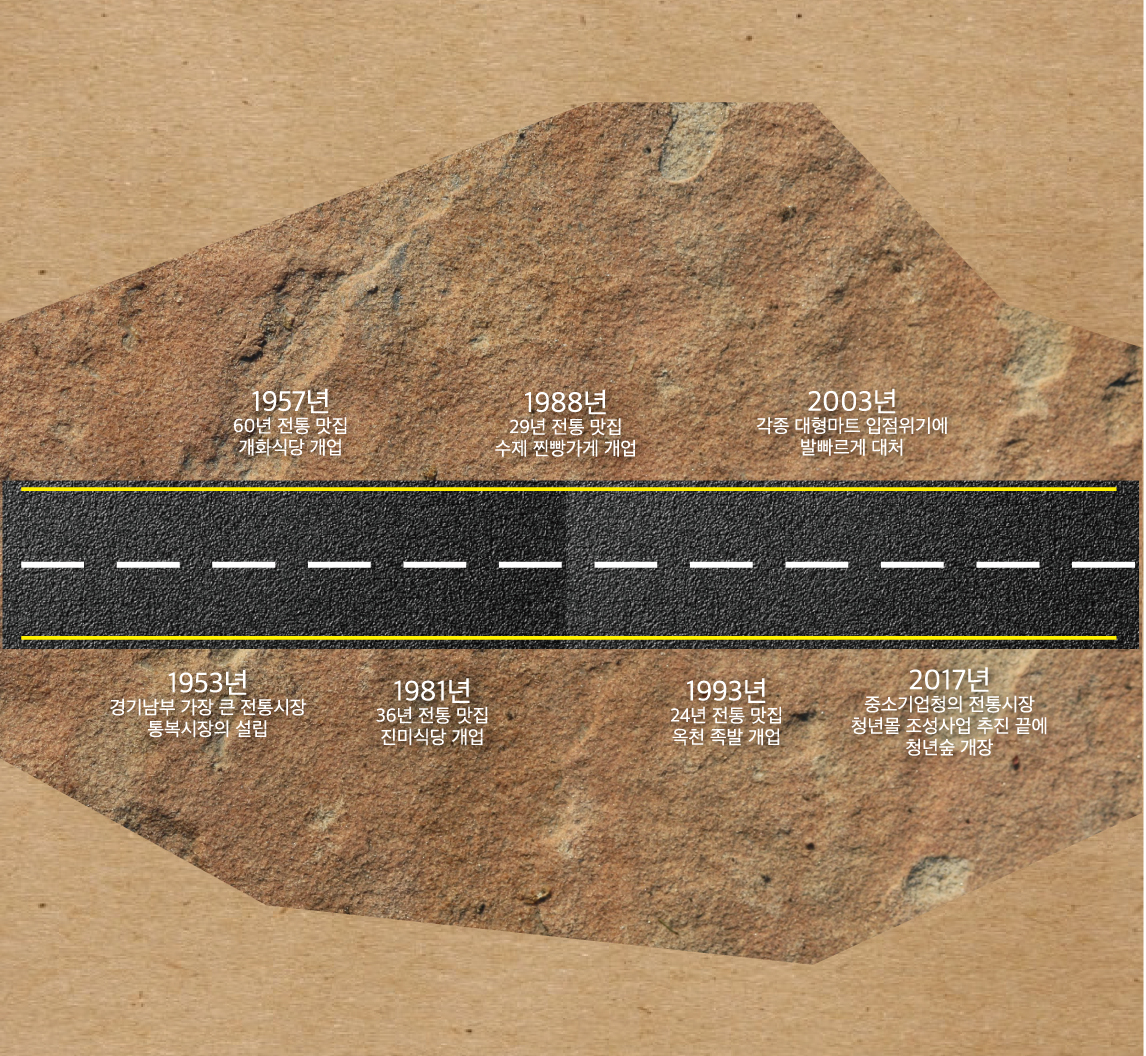 1957년
60년 전통 맛집
개화식당 개업
1988년
29년 전통 맛집
수제 찐빵가게 개업
2003년
각종 대형마트 입점위기에
발빠르게 대처
1953년
경기남부 가장 큰 전통시장
통복시장의 설립
1981년
36년 전통 맛집
진미식당 개업
1993년
24년 전통 맛집
옥천 족발 개업
2017년
중소기업청의 전통시장
청년몰 조성사업 추진 끝에
청년숲 개장